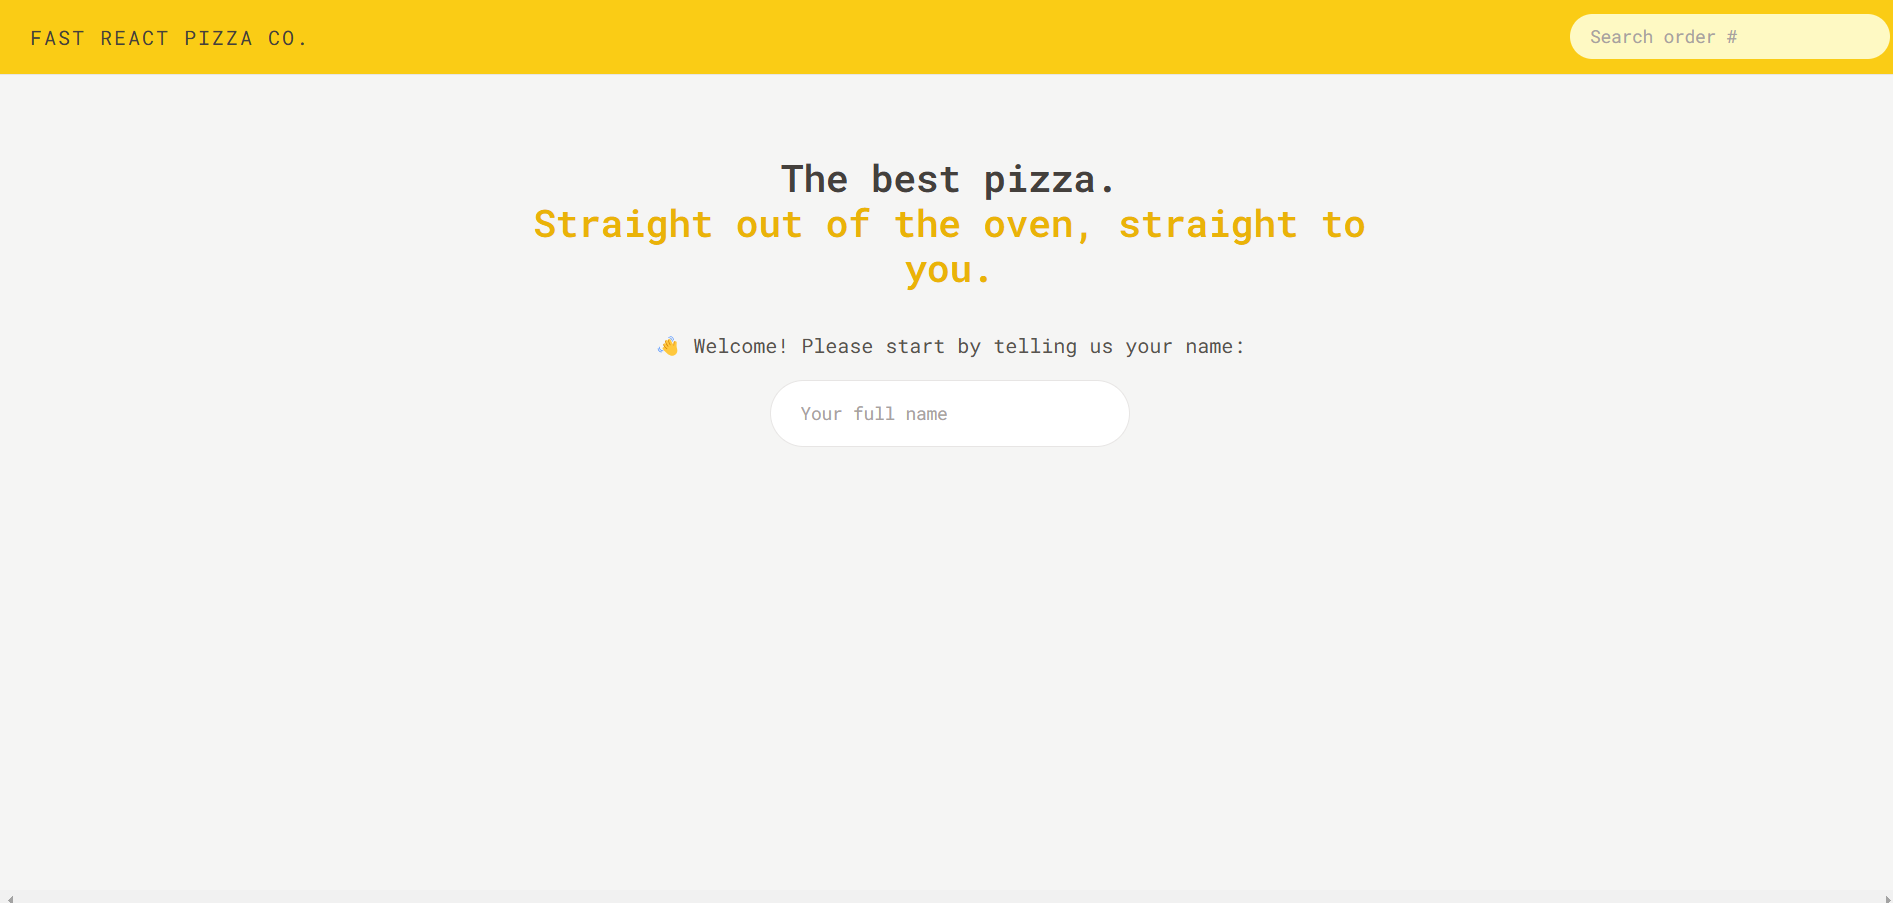 FAST REACT PIZZA CO.
Search order #
The best pizza.
Straight out of the oven, straight to
you.
👋 Welcome! Please start by telling us your name:
Your full name